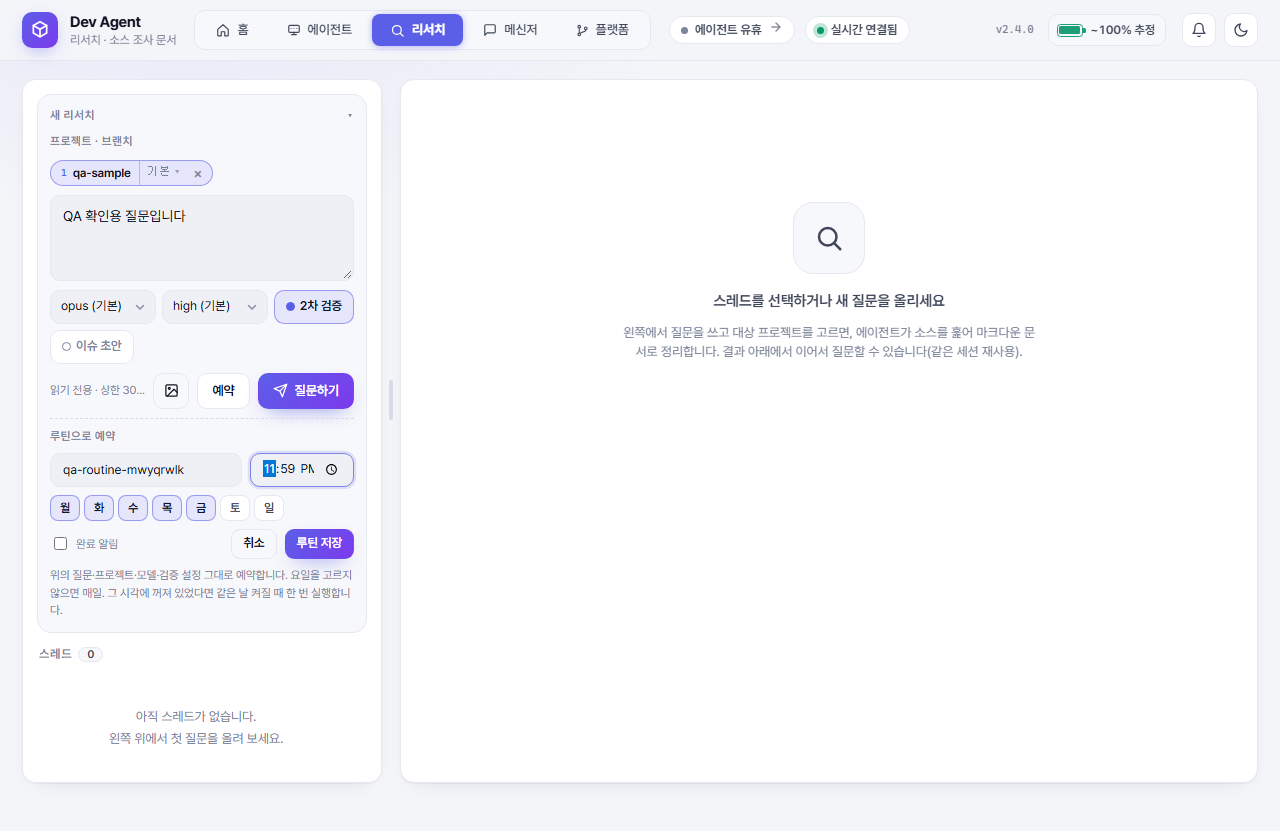 Dev Agent
리서치 · 소스 조사 문서
홈
에이전트
리서치
메신저
플랫폼
에이전트 유휴
실시간 연결됨
v2.4.0
~100% 추정
새 리서치
프로젝트 · 브랜치
1 qa-sample 기본 ×
QA 확인용 질문입니다
opus (기본) high (기본) 2차 검증
이슈 초안
읽기 전용 · 상한 30...
예약
질문하기
루틴으로 예약
qa-routine-mwyqrwlk 11:59 PM
월 화 수 목 금 토 일
완료 알림 취소 루틴 저장
위의 질문·프로젝트·모델·검증 설정 그대로 예약합니다. 요일을 고르지
않으면 매일. 그 시각에 꺼져 있었다면 같은 날 켜질 때 한 번 실행합니
다.
스레드 0
아직 스레드가 없습니다.
왼쪽 위에서 첫 질문을 올려 보세요.
스레드를 선택하거나 새 질문을 올리세요
왼쪽에서 질문을 쓰고 대상 프로젝트를 고르면, 에이전트가 소스를 훑어 마크다운 문
서로 정리합니다. 결과 아래에서 이어서 질문할 수 있습니다(같은 세션 재사용).